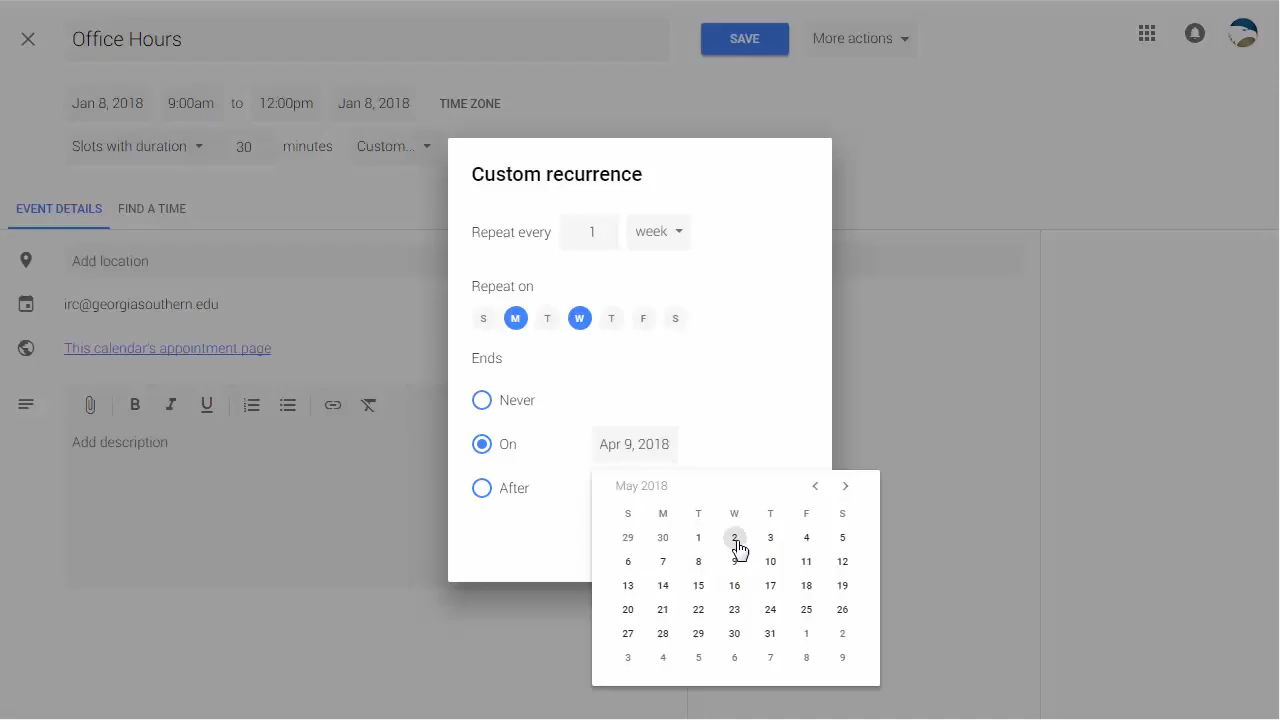 Office Hours SAVE More actions
Jan 8, 2018 9:00am to 12:00pm Jan 8, 2018 TIME ZONE
Slots with duration 30 minutes Custom...
EVENT DETAILS FIND A TIME
Add location
irc@georgiasouthern.edu
This calendar's appointment page
B I U
Add description
Custom recurrence
Repeat every 1 week
Repeat on
S M T W T F S
Ends
Never
On Apr 9, 2018
After
May 2018
S M T W T F S
29 30 1 2 3 4 5
6 7 8 9 10 11 12
13 14 15 16 17 18 19
20 21 22 23 24 25 26
27 28 29 30 31 1 2
3 4 5 6 7 8 9